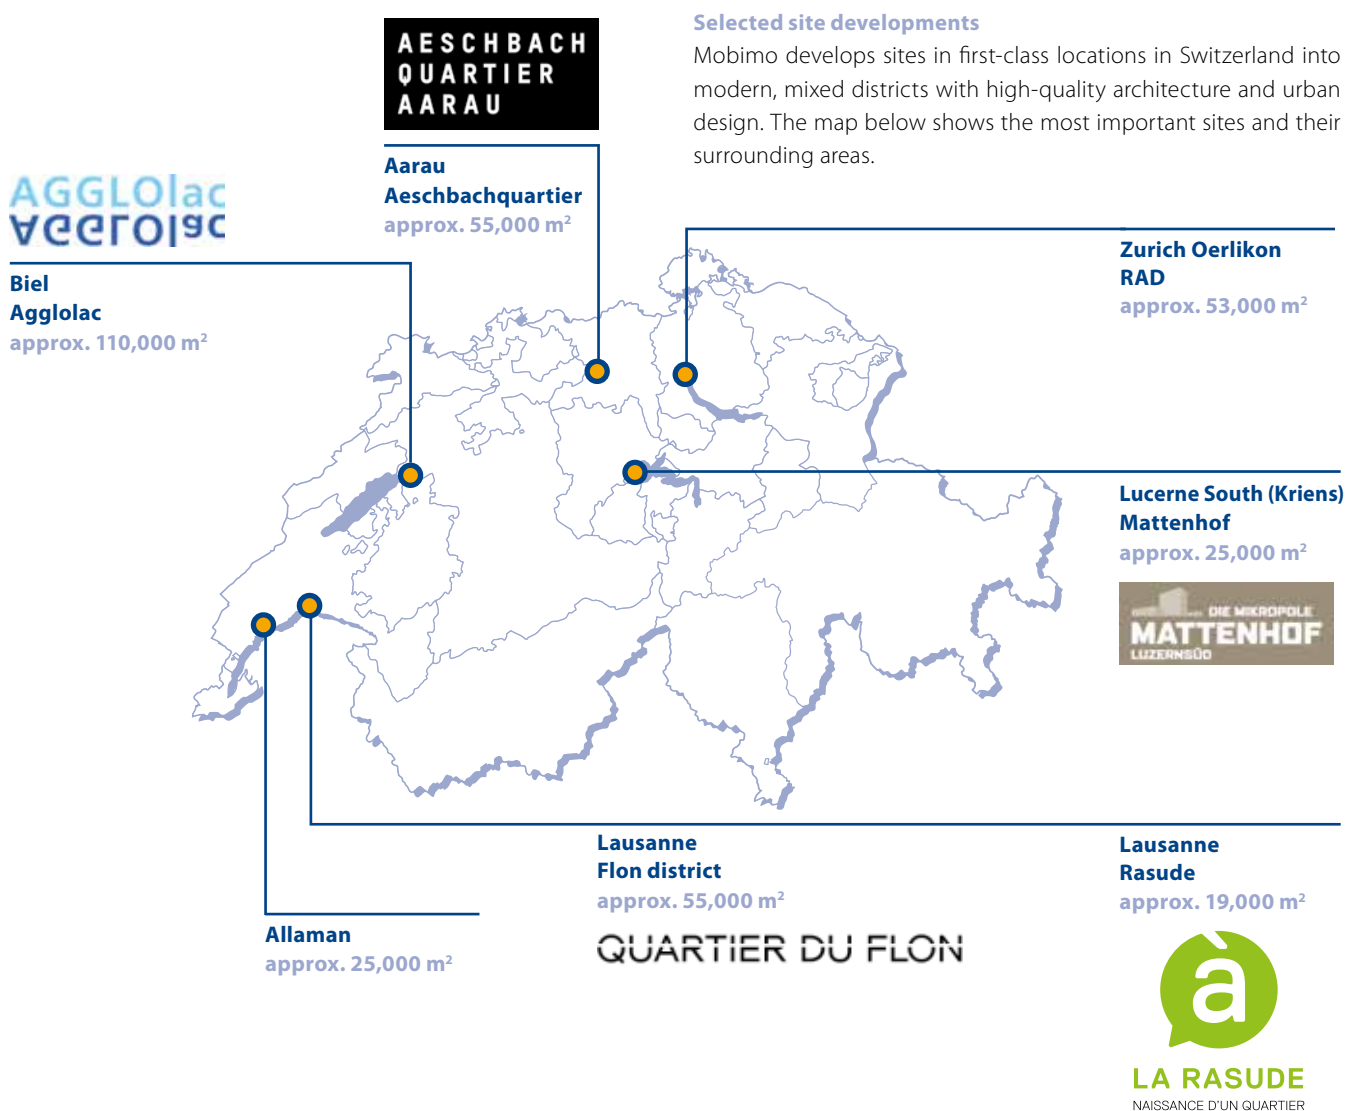 AESCHBACH
QUARTIER
AARAU
Selected site developments
Mobimo develops sites in first-class locations in Switzerland into
modern, mixed districts with high-quality architecture and urban
design. The map below shows the most important sites and their
surrounding areas.
Aarau
Aeschbachquartier
approx. 55,000 m²
AGGLOlac
AGGLOlac
Biel
Agglolac
approx. 110,000 m²
Zurich Oerlikon
RAD
approx. 53,000 m²
Lucerne South (Kriens)
Mattenhof
approx. 25,000 m²
DIE MIKROPOLE
MATTENHOF
LUZERNSÜD
Lausanne
Flon district
approx. 55,000 m²
QUARTIER DU FLON
Lausanne
Rasude
approx. 19,000 m²
à
LA RASUDE
NAISSANCE D'UN QUARTIER
Allaman
approx. 25,000 m²